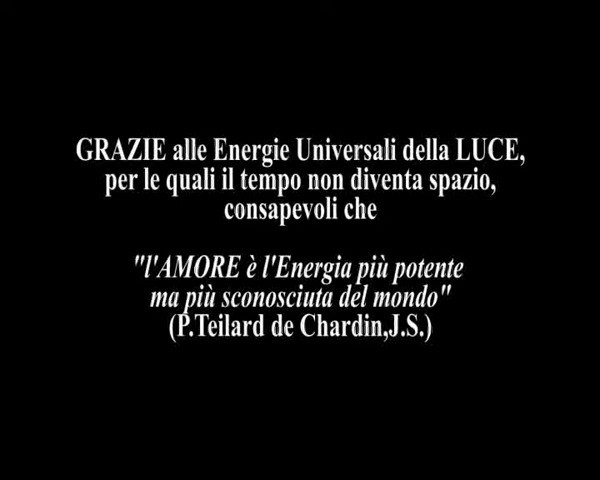 GRAZIE alle Energie Universali della LUCE,
per le quali il tempo non diventa spazio,
consapevoli che
"l'AMORE è l'Energia più potente
ma più sconosciuta del mondo"
(P.Teilard de Chardin,J.S.)